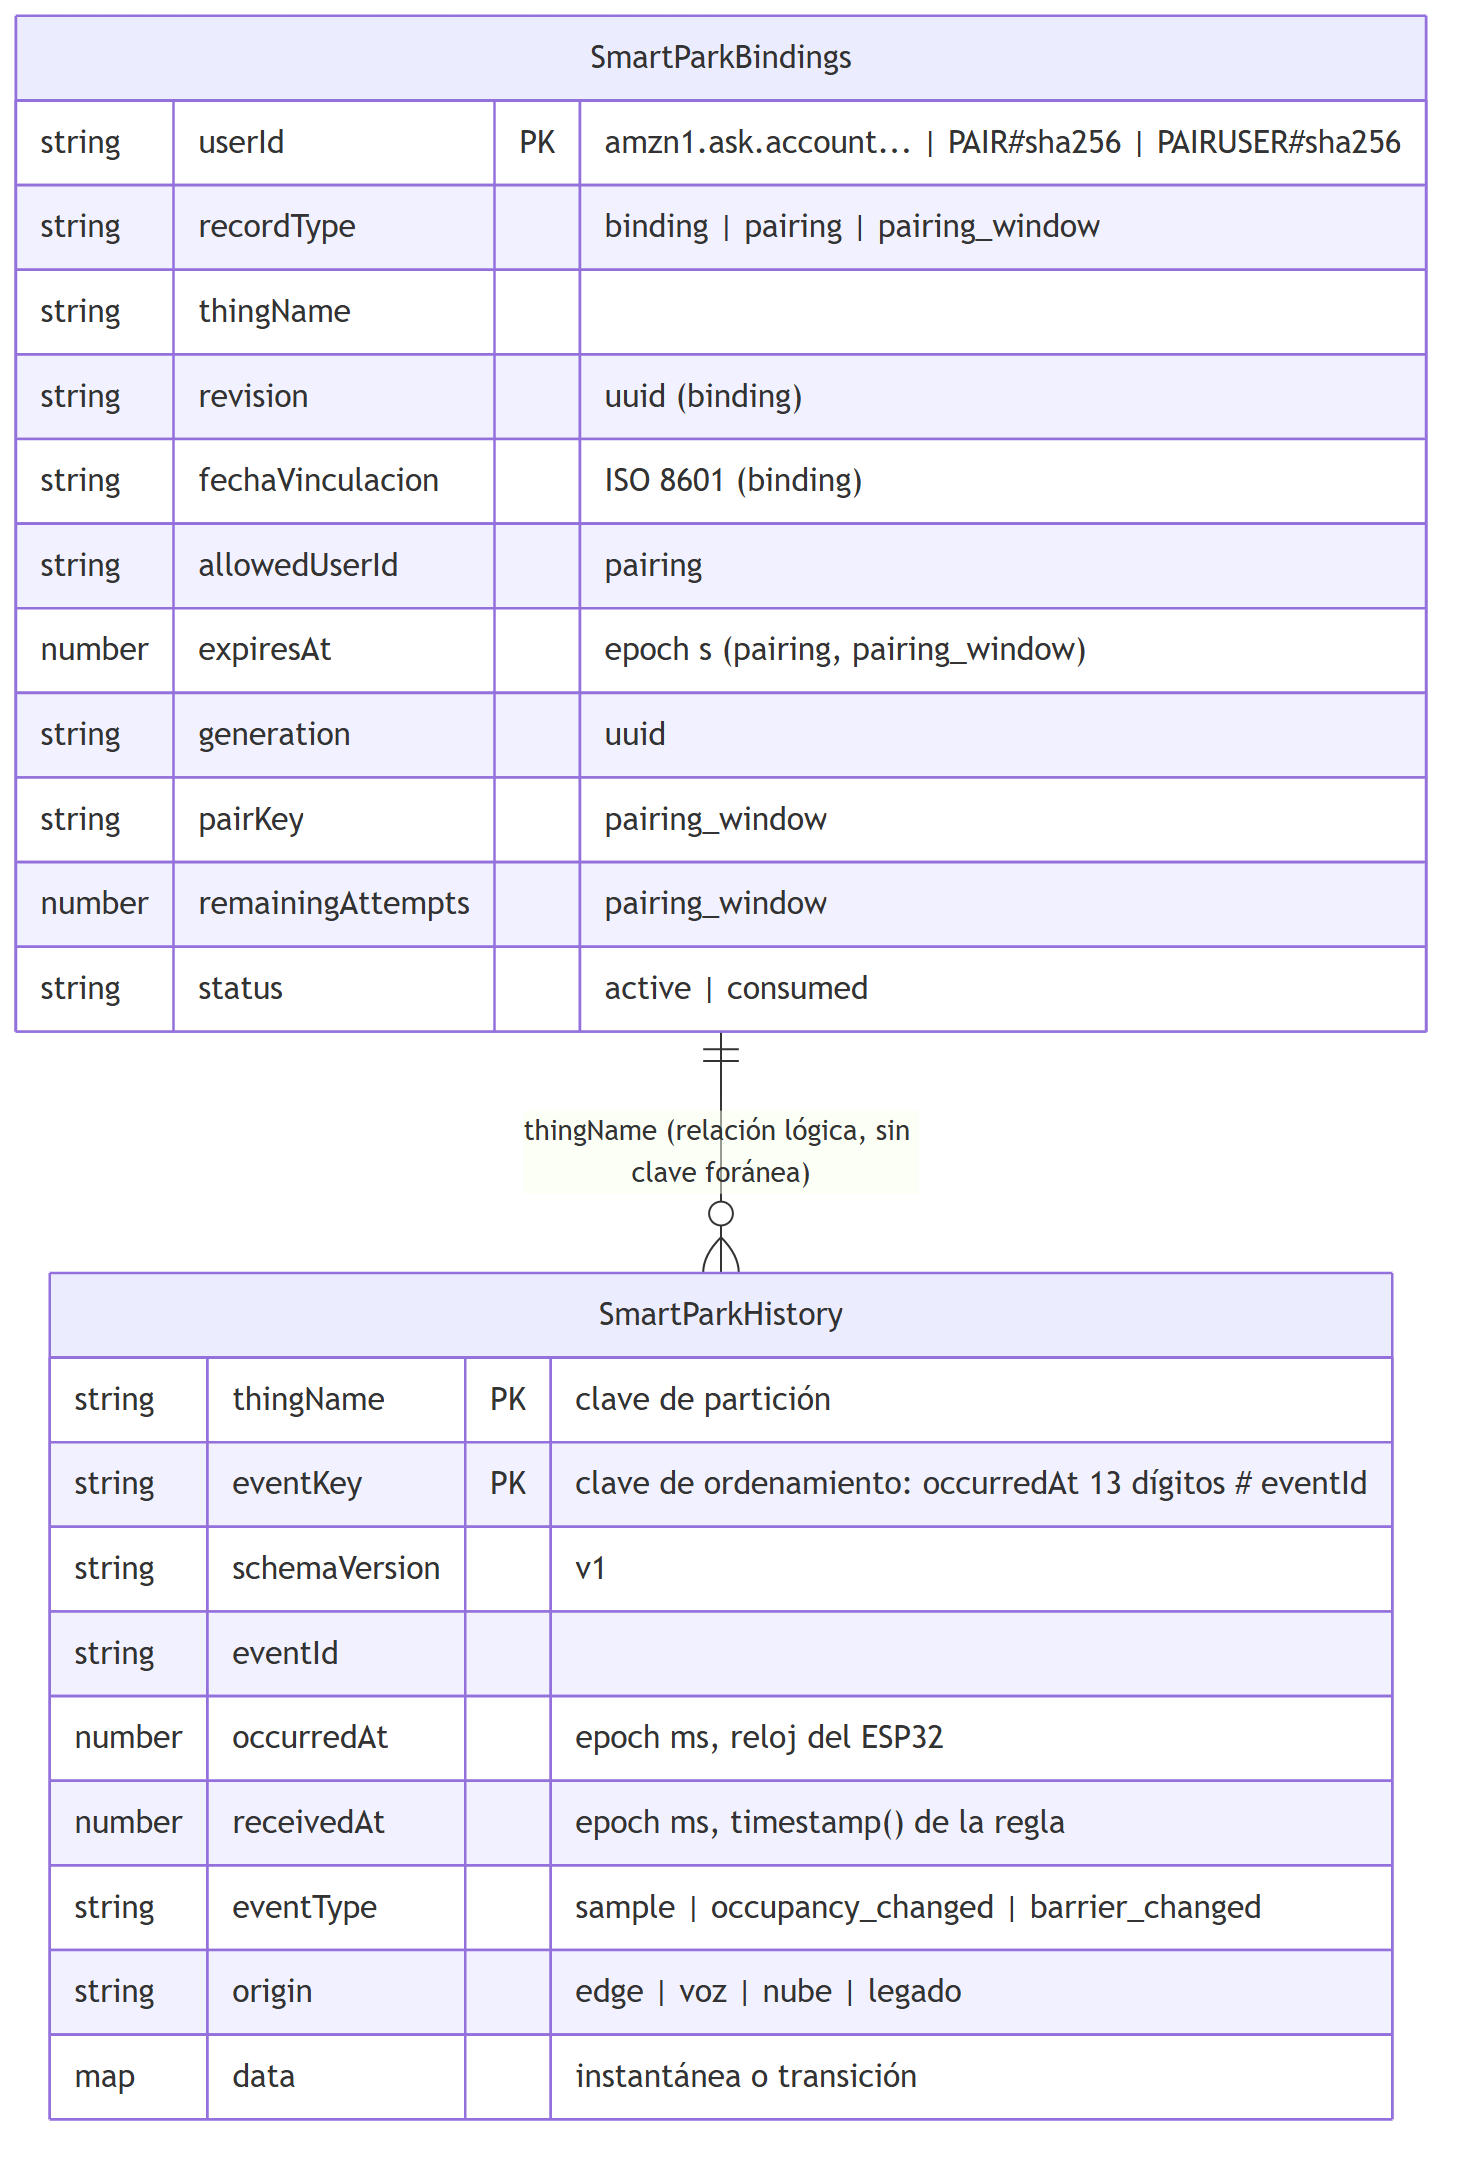 SmartParkBindings
string userId PK amzn1.ask.account... | PAIR#sha256 | PAIRUSER#sha256
string recordType binding | pairing | pairing_window
string thingName
string revision uuid (binding)
string fechaVinculacion ISO 8601 (binding)
string allowedUserId pairing
number expiresAt epoch s (pairing, pairing_window)
string generation uuid
string pairKey pairing_window
number remainingAttempts pairing_window
string status active | consumed
thingName (relación lógica, sin
clave foránea)
SmartParkHistory
string thingName PK clave de partición
string eventKey PK clave de ordenamiento: occurredAt 13 dígitos # eventId
string schemaVersion v1
string eventId
number occurredAt epoch ms, reloj del ESP32
number receivedAt epoch ms, timestamp() de la regla
string eventType sample | occupancy_changed | barrier_changed
string origin edge | voz | nube | legado
map data instantánea o transición